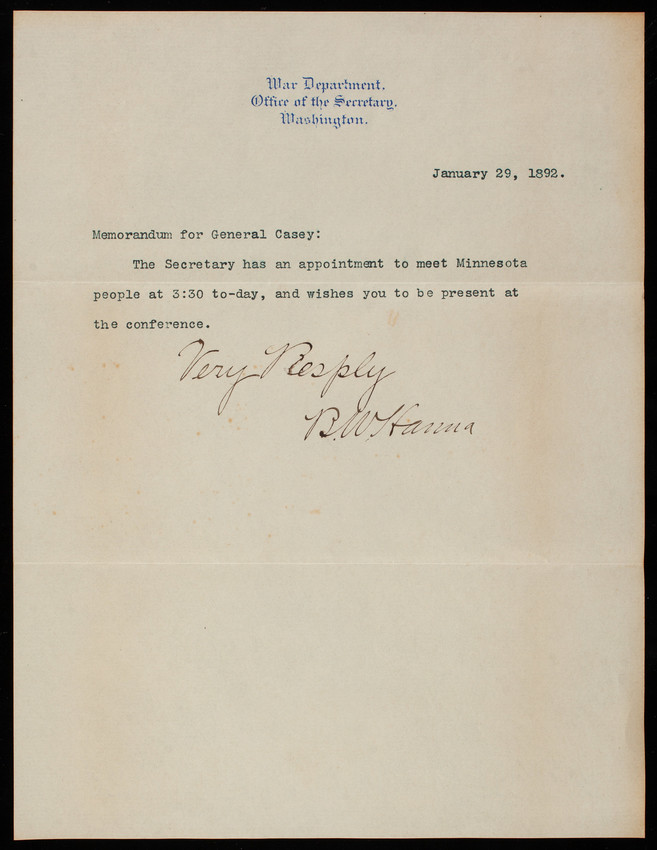 War Department.
Office of the Secretary.
Washington.
January 29, 1892.
Memorandum for General Casey:
The Secretary has an appointment to meet Minnesota
people at 3:30 to-day, and wishes you to be present at
the conference.
Very Resply
B.W. Hanna